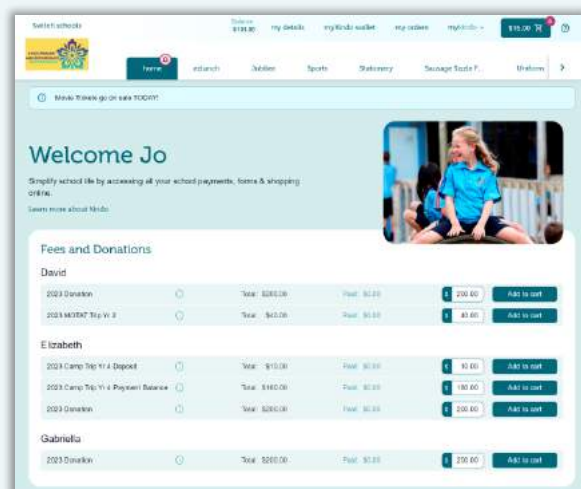 Switch schools
Balance
my details
my Kindo wallet
my orders
mykindo
$15.00
home
ezlunch
Jubilee
Sports
Stationery
Sausage Sizzle F...
Uniform
Movie Tickets go on sale TODAY!
Welcome Jo
Simplify school life by accessing all your school payments, forms & shopping
online.
Learn more about Kindo
Fees and Donations
David
2023 Donation Total: $200.00 Paid: $0.00 $ 200.00 Add to cart
2023 MOTAT Trip Yr 3 Total: $40.00 Paid: $0.00 $ 40.00 Add to cart
Elizabeth
2023 Camp Trip Yr 6 Deposit Total: $10.00 Paid: $0.00 $ 10.00 Add to cart
2023 Camp Trip Yr 6 Payment Balance Total: $180.00 Paid: $0.00 $ 180.00 Add to cart
2023 Donation Total: $200.00 Paid: $0.00 $ 200.00 Add to cart
Gabriella
2023 Donation Total: $200.00 Paid: $0.00 $ 200.00 Add to cart